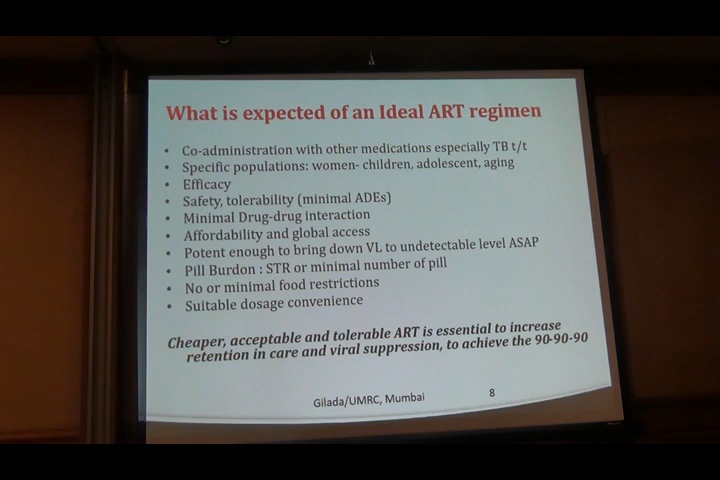 What is expected of an Ideal ART regimen
• Co-administration with other medications especially TB t/t
• Specific populations: women- children, adolescent, aging
• Efficacy
• Safety, tolerability (minimal ADEs)
• Minimal Drug-drug interaction
• Affordability and global access
• Potent enough to bring down VL to undetectable level ASAP
• Pill Burdon : STR or minimal number of pill
• No or minimal food restrictions
• Suitable dosage convenience
Cheaper, acceptable and tolerable ART is essential to increase
retention in care and viral suppression, to achieve the 90-90-90
Gilada/UMRC, Mumbai
8